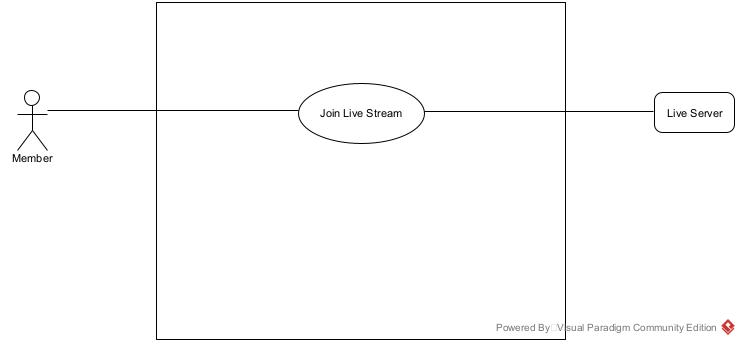 Join Live Stream
Live Server
Member
Powered By Visual Paradigm Community Edition